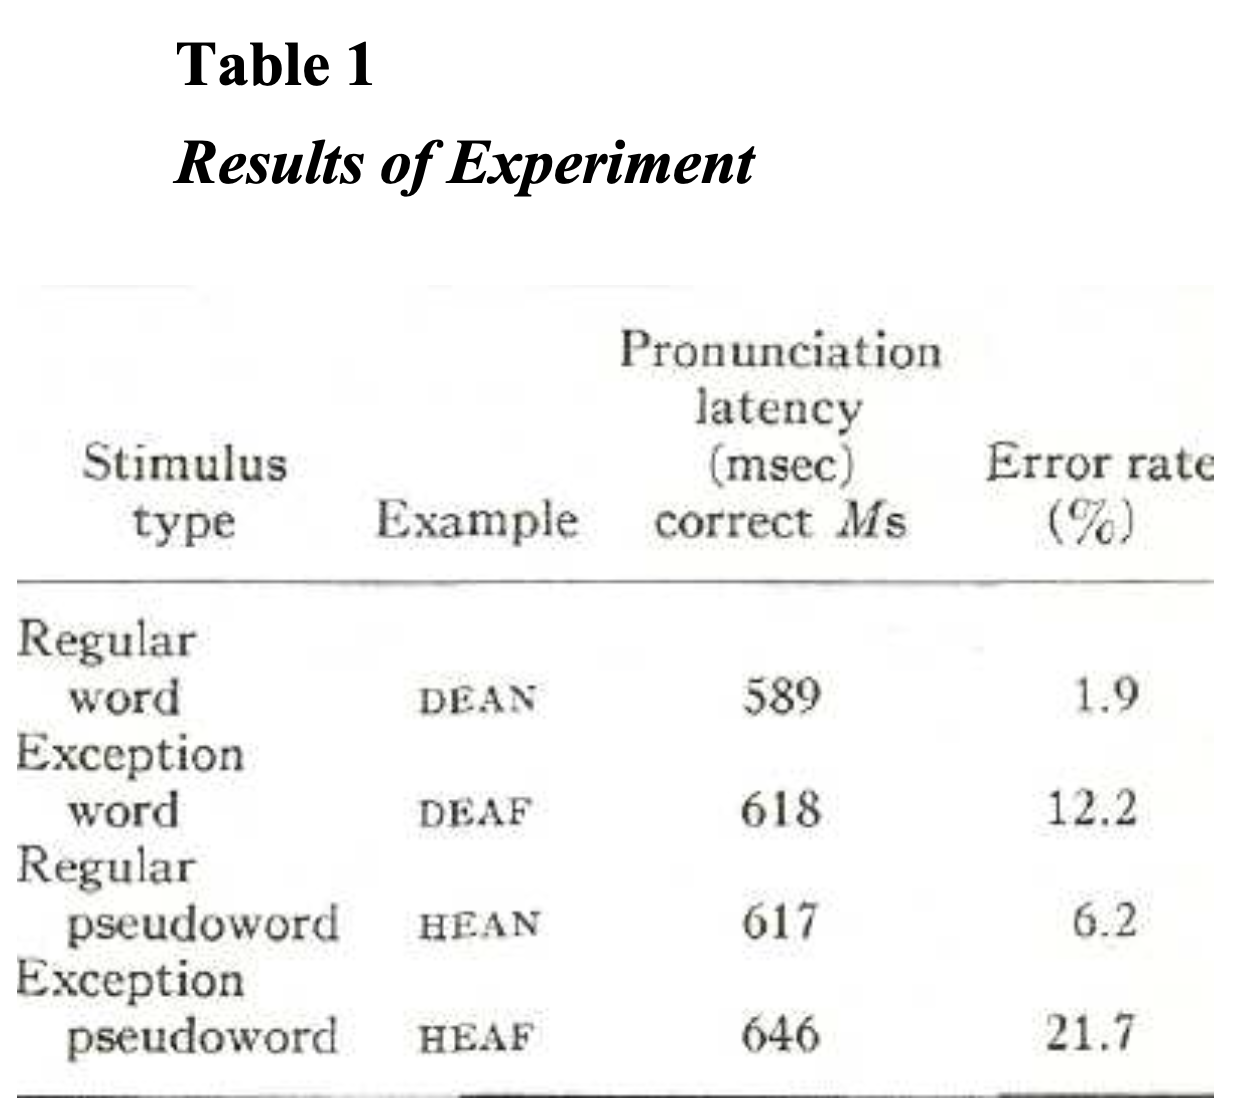 Table 1
Results of Experiment
Pronunciation
latency
Stimulus (msec) Error rate
type Example correct Ms (%)
Regular
word DEAN 589 1.9
Exception
word DEAF 618 12.2
Regular
pseudoword HEAN 617 6.2
Exception
pseudoword HEAF 646 21.7